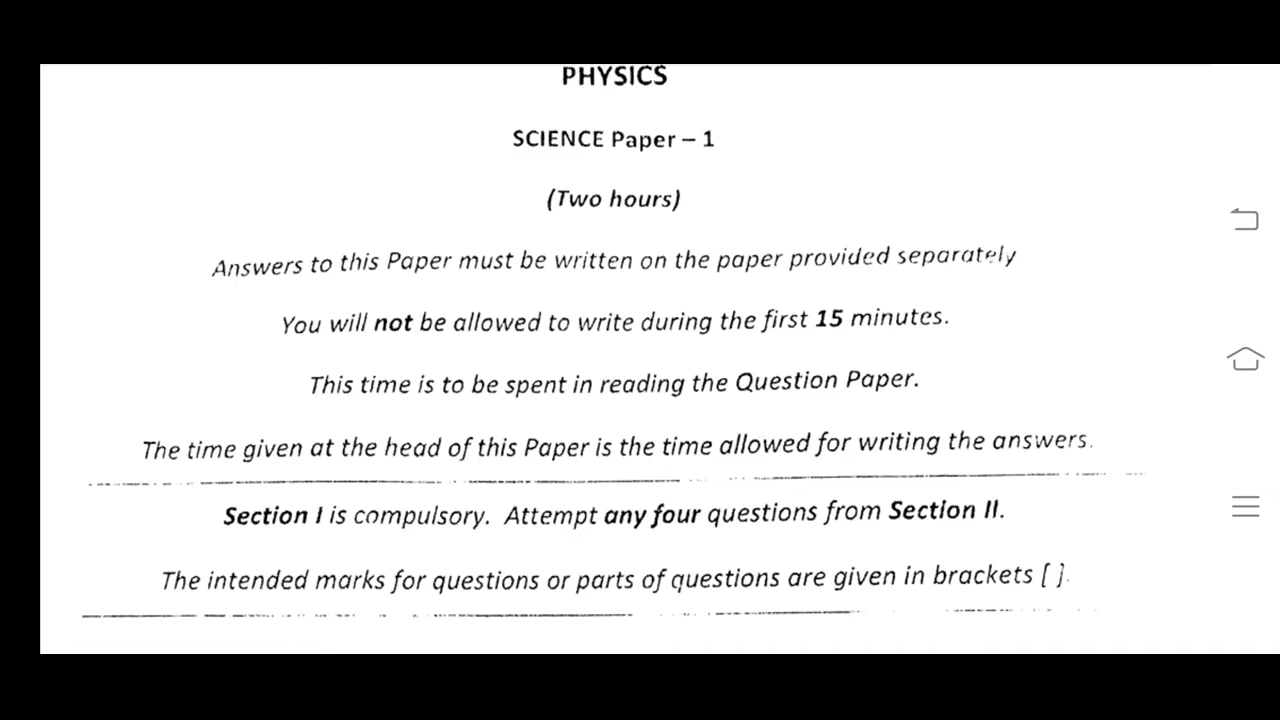 PHYSICS
SCIENCE Paper – 1
(Two hours)
Answers to this Paper must be written on the paper provided separately
You will not be allowed to write during the first 15 minutes.
This time is to be spent in reading the Question Paper.
The time given at the head of this Paper is the time allowed for writing the answers.
Section I is compulsory. Attempt any four questions from Section II.
The intended marks for questions or parts of questions are given in brackets [ ].